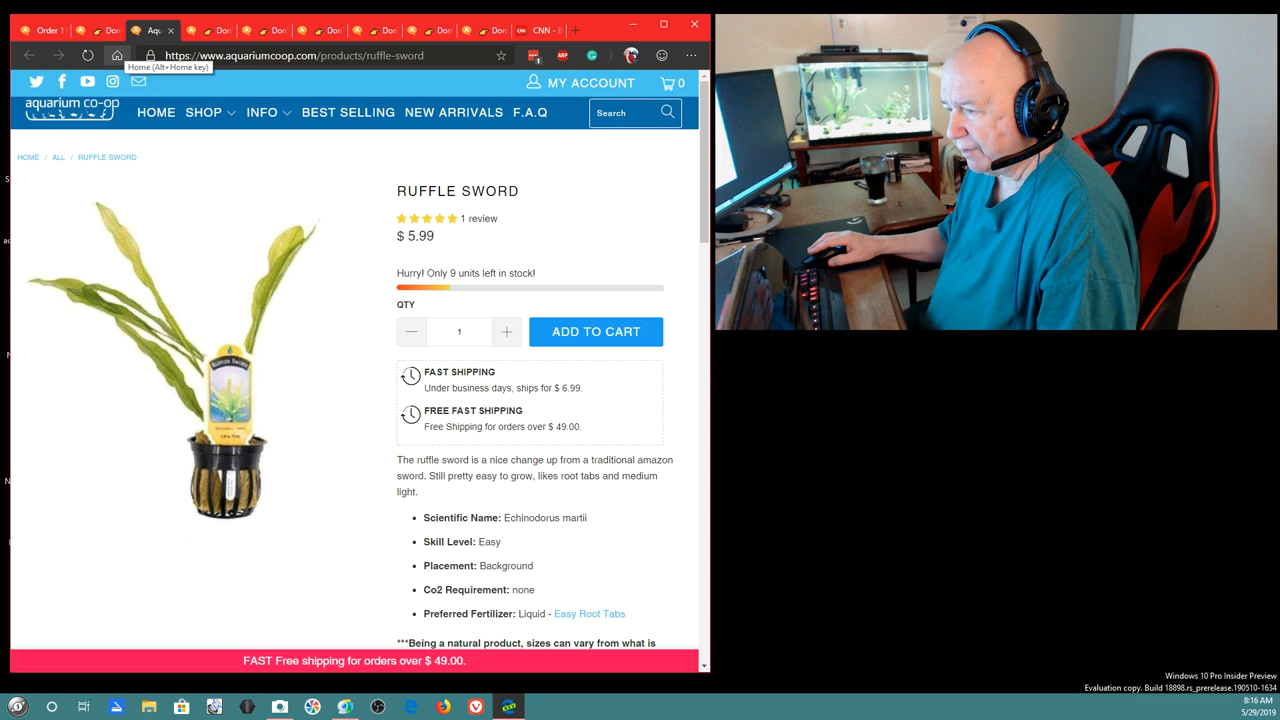 Order 1
Don
Aqu
Don
Don
Don
Don
Don
Don
CNN - E
https://www.aquariumcoop.com/products/ruffle-sword
Home (Alt+Home key)
MY ACCOUNT
0
aquarium co-op
HOME SHOP INFO BEST SELLING NEW ARRIVALS F.A.Q
Search
HOME / ALL / RUFFLE SWORD
RUFFLE SWORD
1 review
$ 5.99
Hurry! Only 9 units left in stock!
QTY
1
ADD TO CART
FAST SHIPPING
Under business days, ships for $ 6.99.
FREE FAST SHIPPING
Free Shipping for orders over $ 49.00.
The ruffle sword is a nice change up from a traditional amazon
sword. Still pretty easy to grow, likes root tabs and medium
light.
Scientific Name: Echinodorus martii
Skill Level: Easy
Placement: Background
Co2 Requirement: none
Preferred Fertilizer: Liquid - Easy Root Tabs
***Being a natural product, sizes can vary from what is
FAST Free shipping for orders over $ 49.00.
Windows 10 Pro Insider Preview
Evaluation copy. Build 18898.rs_prerelease.190510-1634
8:16 AM
5/29/2019